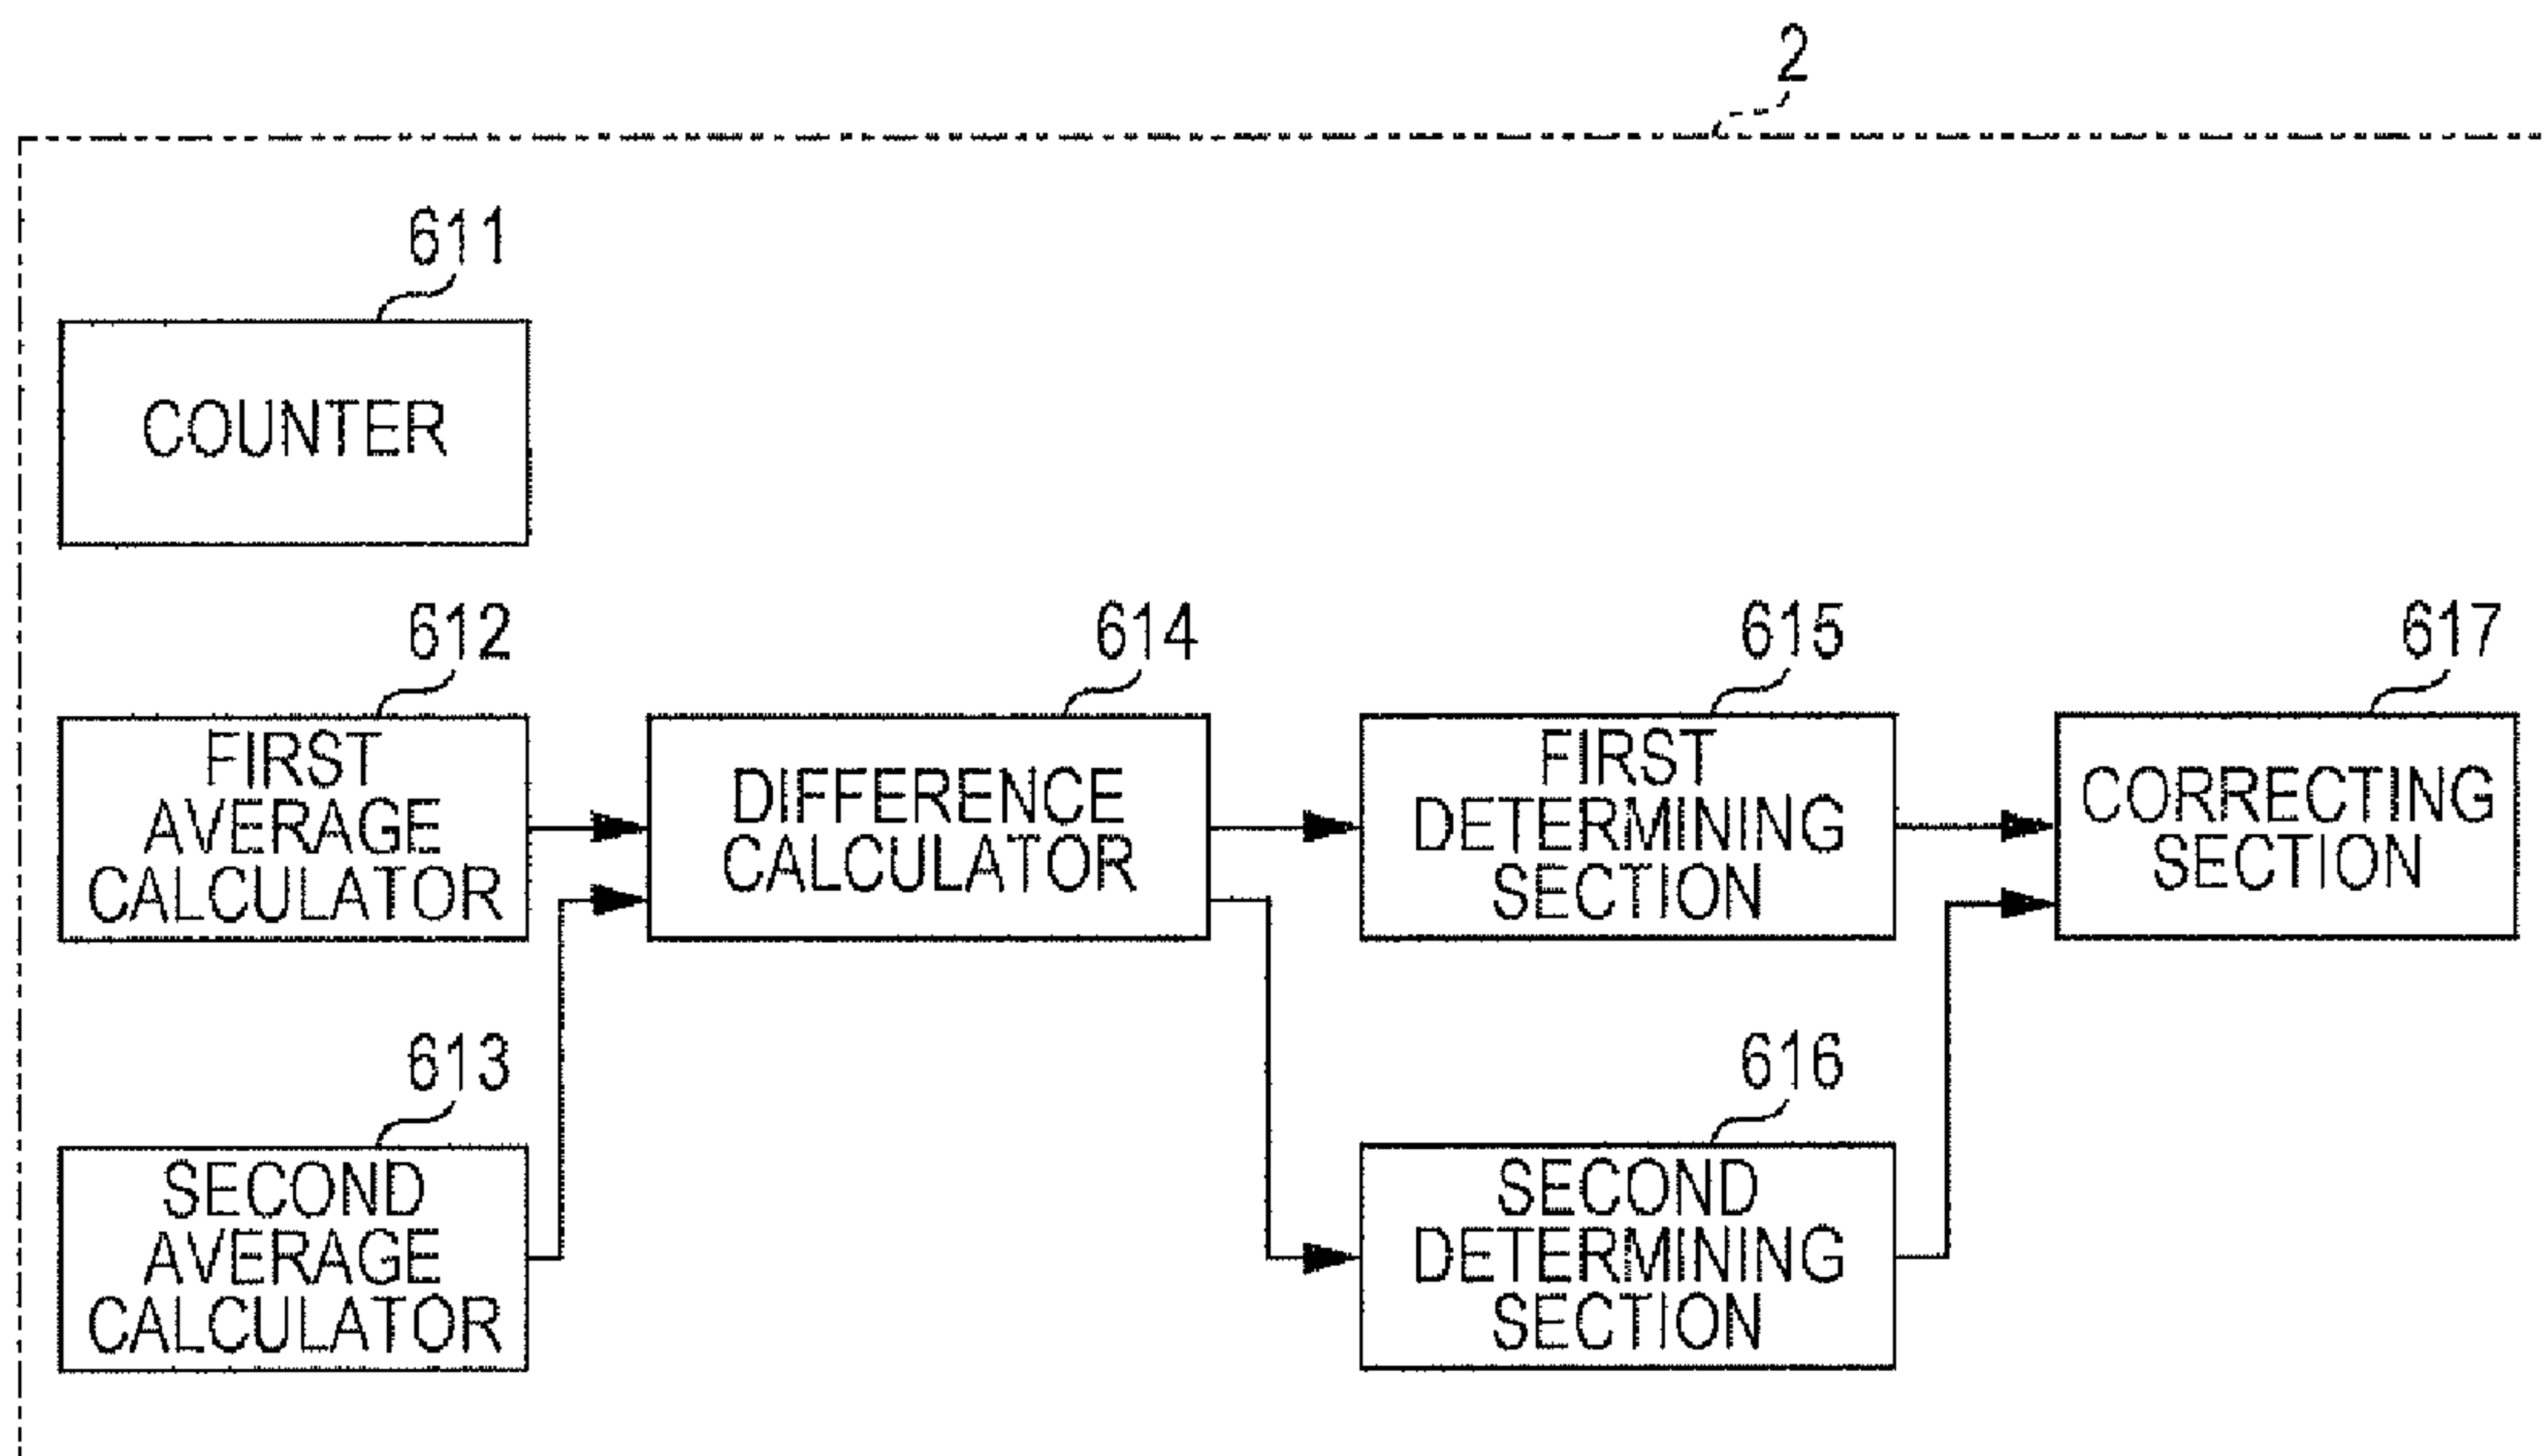 2
611
COUNTER
612
FIRST
AVERAGE
CALCULATOR
614
DIFFERENCE
CALCULATOR
615
FIRST
DETERMINING
SECTION
617
CORRECTING
SECTION
613
SECOND
AVERAGE
CALCULATOR
616
SECOND
DETERMINING
SECTION